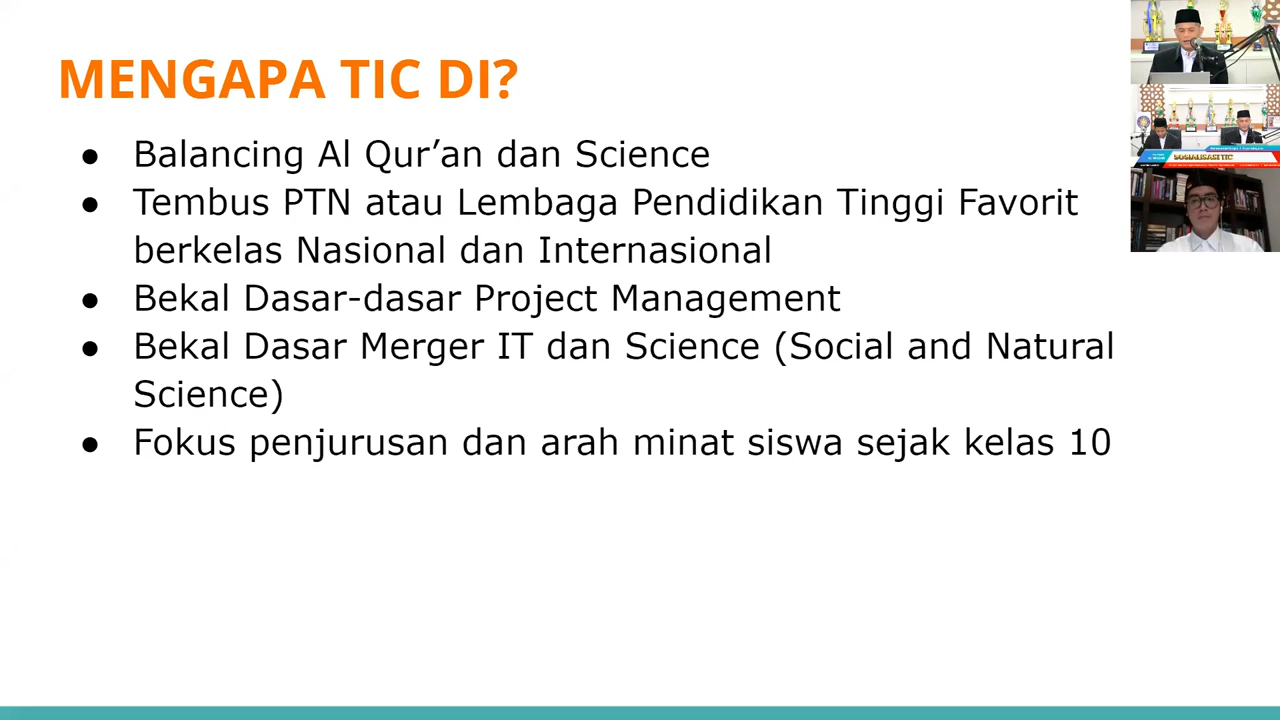 MENGAPA TIC DI?
● Balancing Al Qur’an dan Science
● Tembus PTN atau Lembaga Pendidikan Tinggi Favorit
berkelas Nasional dan Internasional
● Bekal Dasar-dasar Project Management
● Bekal Dasar Merger IT dan Science (Social and Natural
Science)
● Fokus penjurusan dan arah minat siswa sejak kelas 10
SOSIALISASI TIC